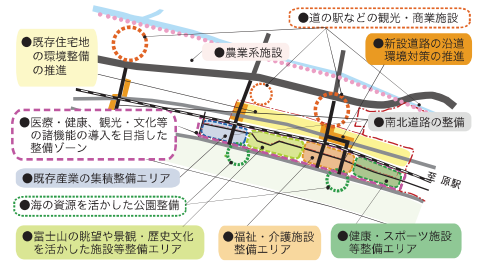 ●道の駅などの観光・商業施設
●既存住宅地
の環境整備
の推進
●農業系施設
●新設道路の沿道
環境対策の推進
●医療・健康、観光・文化等
の諸機能の導入を目指した
整備ゾーン
●南北道路の整備
●既存産業の集積整備エリア
至 原駅
●海の資源を活かした公園整備
●富士山の眺望や景観・歴史文化
を活かした施設等整備エリア
●福祉・介護施設
整備エリア
●健康・スポーツ施設
等整備エリア